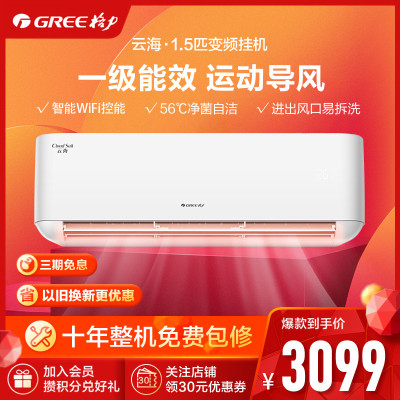 GREE格力
云海·1.5匹变频挂机
一级能效 运动导风
智能WiFi控能
56℃净菌自洁
进出风口易拆洗
云海
GREE格力
三期免息
省 以旧换新更优惠
十年整机免费包修
爆款到手价
¥3099
加入会员
攒积分兑好礼
30
关注店铺
领30元优惠券